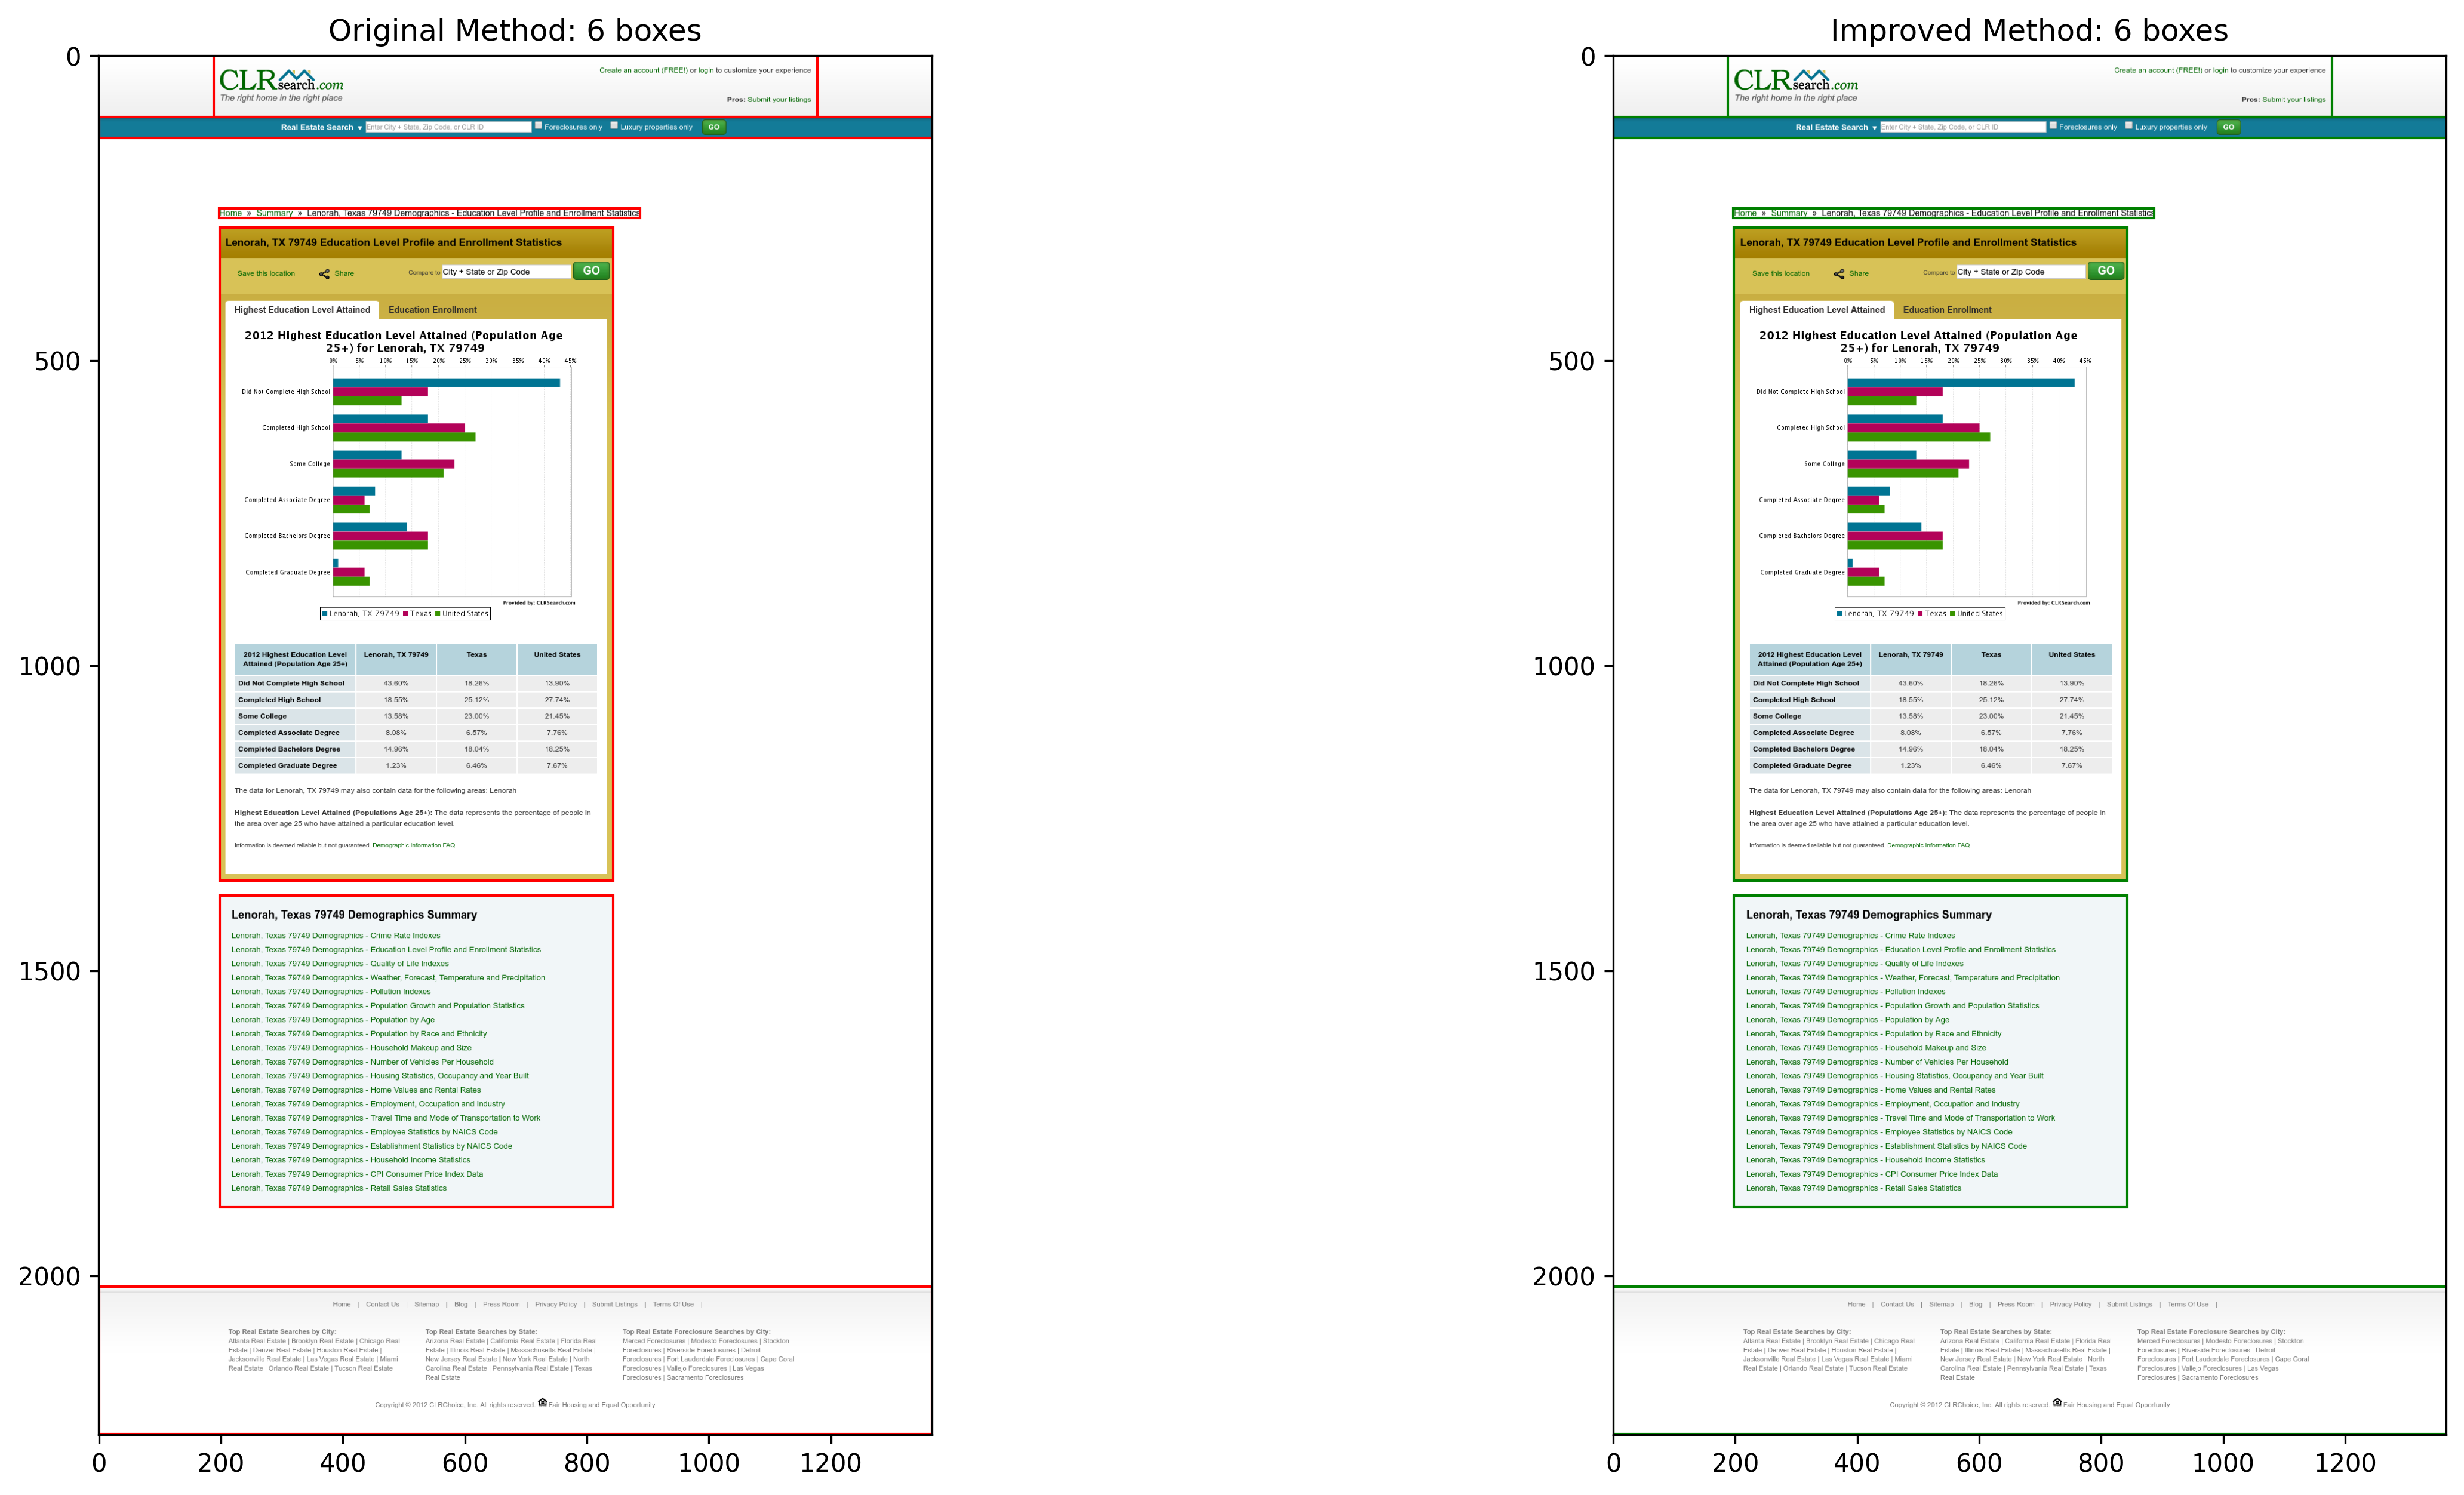 Original Method: 6 boxes
0
500
1000
1500
2000
CLRsearch.com
The right home in the right place
Create an account (FREE!) or login to customize your experience
Pros: Submit your listings
Real Estate Search ▼ Enter City + State, Zip Code, or CLR ID Foreclosures only Luxury properties only GO
Home » Summary » Lenorah, Texas 79749 Demographics - Education Level Profile and Enrollment Statistics
Lenorah, TX 79749 Education Level Profile and Enrollment Statistics
Save this location Share Compare to City + State or Zip Code GO
Highest Education Level Attained Education Enrollment
2012 Highest Education Level Attained (Population Age
25+) for Lenorah, TX 79749
0% 5% 10% 15% 20% 25% 30% 35% 40% 45%
Did Not Complete High School
Completed High School
Some College
Completed Associate Degree
Completed Bachelors Degree
Completed Graduate Degree
Provided by: CLRSearch.com
Lenorah, TX 79749 Texas United States
2012 Highest Education Level Attained (Population Age 25+) Lenorah, TX 79749 Texas United States
Did Not Complete High School 43.60% 18.26% 13.90%
Completed High School 18.55% 25.12% 27.74%
Some College 13.58% 23.00% 21.45%
Completed Associate Degree 8.08% 6.57% 7.76%
Completed Bachelors Degree 14.96% 18.04% 18.25%
Completed Graduate Degree 1.23% 6.46% 7.67%
The data for Lenorah, TX 79749 may also contain data for the following areas: Lenorah
Highest Education Level Attained (Populations Age 25+): The data represents the percentage of people in
the area over age 25 who have attained a particular education level.
Information is deemed reliable but not guaranteed. Demographic Information FAQ
Lenorah, Texas 79749 Demographics Summary
Lenorah, Texas 79749 Demographics - Crime Rate Indexes
Lenorah, Texas 79749 Demographics - Education Level Profile and Enrollment Statistics
Lenorah, Texas 79749 Demographics - Quality of Life Indexes
Lenorah, Texas 79749 Demographics - Weather, Forecast, Temperature and Precipitation
Lenorah, Texas 79749 Demographics - Pollution Indexes
Lenorah, Texas 79749 Demographics - Population Growth and Population Statistics
Lenorah, Texas 79749 Demographics - Population by Age
Lenorah, Texas 79749 Demographics - Population by Race and Ethnicity
Lenorah, Texas 79749 Demographics - Household Makeup and Size
Lenorah, Texas 79749 Demographics - Number of Vehicles Per Household
Lenorah, Texas 79749 Demographics - Housing Statistics, Occupancy and Year Built
Lenorah, Texas 79749 Demographics - Home Values and Rental Rates
Lenorah, Texas 79749 Demographics - Employment, Occupation and Industry
Lenorah, Texas 79749 Demographics - Travel Time and Mode of Transportation to Work
Lenorah, Texas 79749 Demographics - Employee Statistics by NAICS Code
Lenorah, Texas 79749 Demographics - Establishment Statistics by NAICS Code
Lenorah, Texas 79749 Demographics - Household Income Statistics
Lenorah, Texas 79749 Demographics - CPI Consumer Price Index Data
Lenorah, Texas 79749 Demographics - Retail Sales Statistics
Home | Contact Us | Sitemap | Blog | Press Room | Privacy Policy | Submit Listings | Terms Of Use |
Top Real Estate Searches by City:
Atlanta Real Estate | Brooklyn Real Estate | Chicago Real
Estate | Denver Real Estate | Houston Real Estate |
Jacksonville Real Estate | Las Vegas Real Estate | Miami
Real Estate | Orlando Real Estate | Tucson Real Estate
Top Real Estate Searches by State:
Arizona Real Estate | California Real Estate | Florida Real
Estate | Illinois Real Estate | Massachusetts Real Estate |
New Jersey Real Estate | New York Real Estate | North
Carolina Real Estate | Pennsylvania Real Estate | Texas
Real Estate
Top Real Estate Foreclosure Searches by City:
Merced Foreclosures | Modesto Foreclosures | Stockton
Foreclosures | Riverside Foreclosures | Detroit
Foreclosures | Fort Lauderdale Foreclosures | Cape Coral
Foreclosures | Vallejo Foreclosures | Las Vegas
Foreclosures | Sacramento Foreclosures
Copyright © 2012 CLRChoice, Inc. All rights reserved. Fair Housing and Equal Opportunity
0 200 400 600 800 1000 1200
Improved Method: 6 boxes
0
500
1000
1500
2000
CLRsearch.com
The right home in the right place
Create an account (FREE!) or login to customize your experience
Pros: Submit your listings
Real Estate Search ▼ Enter City + State, Zip Code, or CLR ID Foreclosures only Luxury properties only GO
Home » Summary » Lenorah, Texas 79749 Demographics - Education Level Profile and Enrollment Statistics
Lenorah, TX 79749 Education Level Profile and Enrollment Statistics
Save this location Share Compare to City + State or Zip Code GO
Highest Education Level Attained Education Enrollment
2012 Highest Education Level Attained (Population Age
25+) for Lenorah, TX 79749
0% 5% 10% 15% 20% 25% 30% 35% 40% 45%
Did Not Complete High School
Completed High School
Some College
Completed Associate Degree
Completed Bachelors Degree
Completed Graduate Degree
Provided by: CLRSearch.com
Lenorah, TX 79749 Texas United States
2012 Highest Education Level Attained (Population Age 25+) Lenorah, TX 79749 Texas United States
Did Not Complete High School 43.60% 18.26% 13.90%
Completed High School 18.55% 25.12% 27.74%
Some College 13.58% 23.00% 21.45%
Completed Associate Degree 8.08% 6.57% 7.76%
Completed Bachelors Degree 14.96% 18.04% 18.25%
Completed Graduate Degree 1.23% 6.46% 7.67%
The data for Lenorah, TX 79749 may also contain data for the following areas: Lenorah
Highest Education Level Attained (Populations Age 25+): The data represents the percentage of people in
the area over age 25 who have attained a particular education level.
Information is deemed reliable but not guaranteed. Demographic Information FAQ
Lenorah, Texas 79749 Demographics Summary
Lenorah, Texas 79749 Demographics - Crime Rate Indexes
Lenorah, Texas 79749 Demographics - Education Level Profile and Enrollment Statistics
Lenorah, Texas 79749 Demographics - Quality of Life Indexes
Lenorah, Texas 79749 Demographics - Weather, Forecast, Temperature and Precipitation
Lenorah, Texas 79749 Demographics - Pollution Indexes
Lenorah, Texas 79749 Demographics - Population Growth and Population Statistics
Lenorah, Texas 79749 Demographics - Population by Age
Lenorah, Texas 79749 Demographics - Population by Race and Ethnicity
Lenorah, Texas 79749 Demographics - Household Makeup and Size
Lenorah, Texas 79749 Demographics - Number of Vehicles Per Household
Lenorah, Texas 79749 Demographics - Housing Statistics, Occupancy and Year Built
Lenorah, Texas 79749 Demographics - Home Values and Rental Rates
Lenorah, Texas 79749 Demographics - Employment, Occupation and Industry
Lenorah, Texas 79749 Demographics - Travel Time and Mode of Transportation to Work
Lenorah, Texas 79749 Demographics - Employee Statistics by NAICS Code
Lenorah, Texas 79749 Demographics - Establishment Statistics by NAICS Code
Lenorah, Texas 79749 Demographics - Household Income Statistics
Lenorah, Texas 79749 Demographics - CPI Consumer Price Index Data
Lenorah, Texas 79749 Demographics - Retail Sales Statistics
Home | Contact Us | Sitemap | Blog | Press Room | Privacy Policy | Submit Listings | Terms Of Use |
Top Real Estate Searches by City:
Atlanta Real Estate | Brooklyn Real Estate | Chicago Real
Estate | Denver Real Estate | Houston Real Estate |
Jacksonville Real Estate | Las Vegas Real Estate | Miami
Real Estate | Orlando Real Estate | Tucson Real Estate
Top Real Estate Searches by State:
Arizona Real Estate | California Real Estate | Florida Real
Estate | Illinois Real Estate | Massachusetts Real Estate |
New Jersey Real Estate | New York Real Estate | North
Carolina Real Estate | Pennsylvania Real Estate | Texas
Real Estate
Top Real Estate Foreclosure Searches by City:
Merced Foreclosures | Modesto Foreclosures | Stockton
Foreclosures | Riverside Foreclosures | Detroit
Foreclosures | Fort Lauderdale Foreclosures | Cape Coral
Foreclosures | Vallejo Foreclosures | Las Vegas
Foreclosures | Sacramento Foreclosures
Copyright © 2012 CLRChoice, Inc. All rights reserved. Fair Housing and Equal Opportunity
0 200 400 600 800 1000 1200